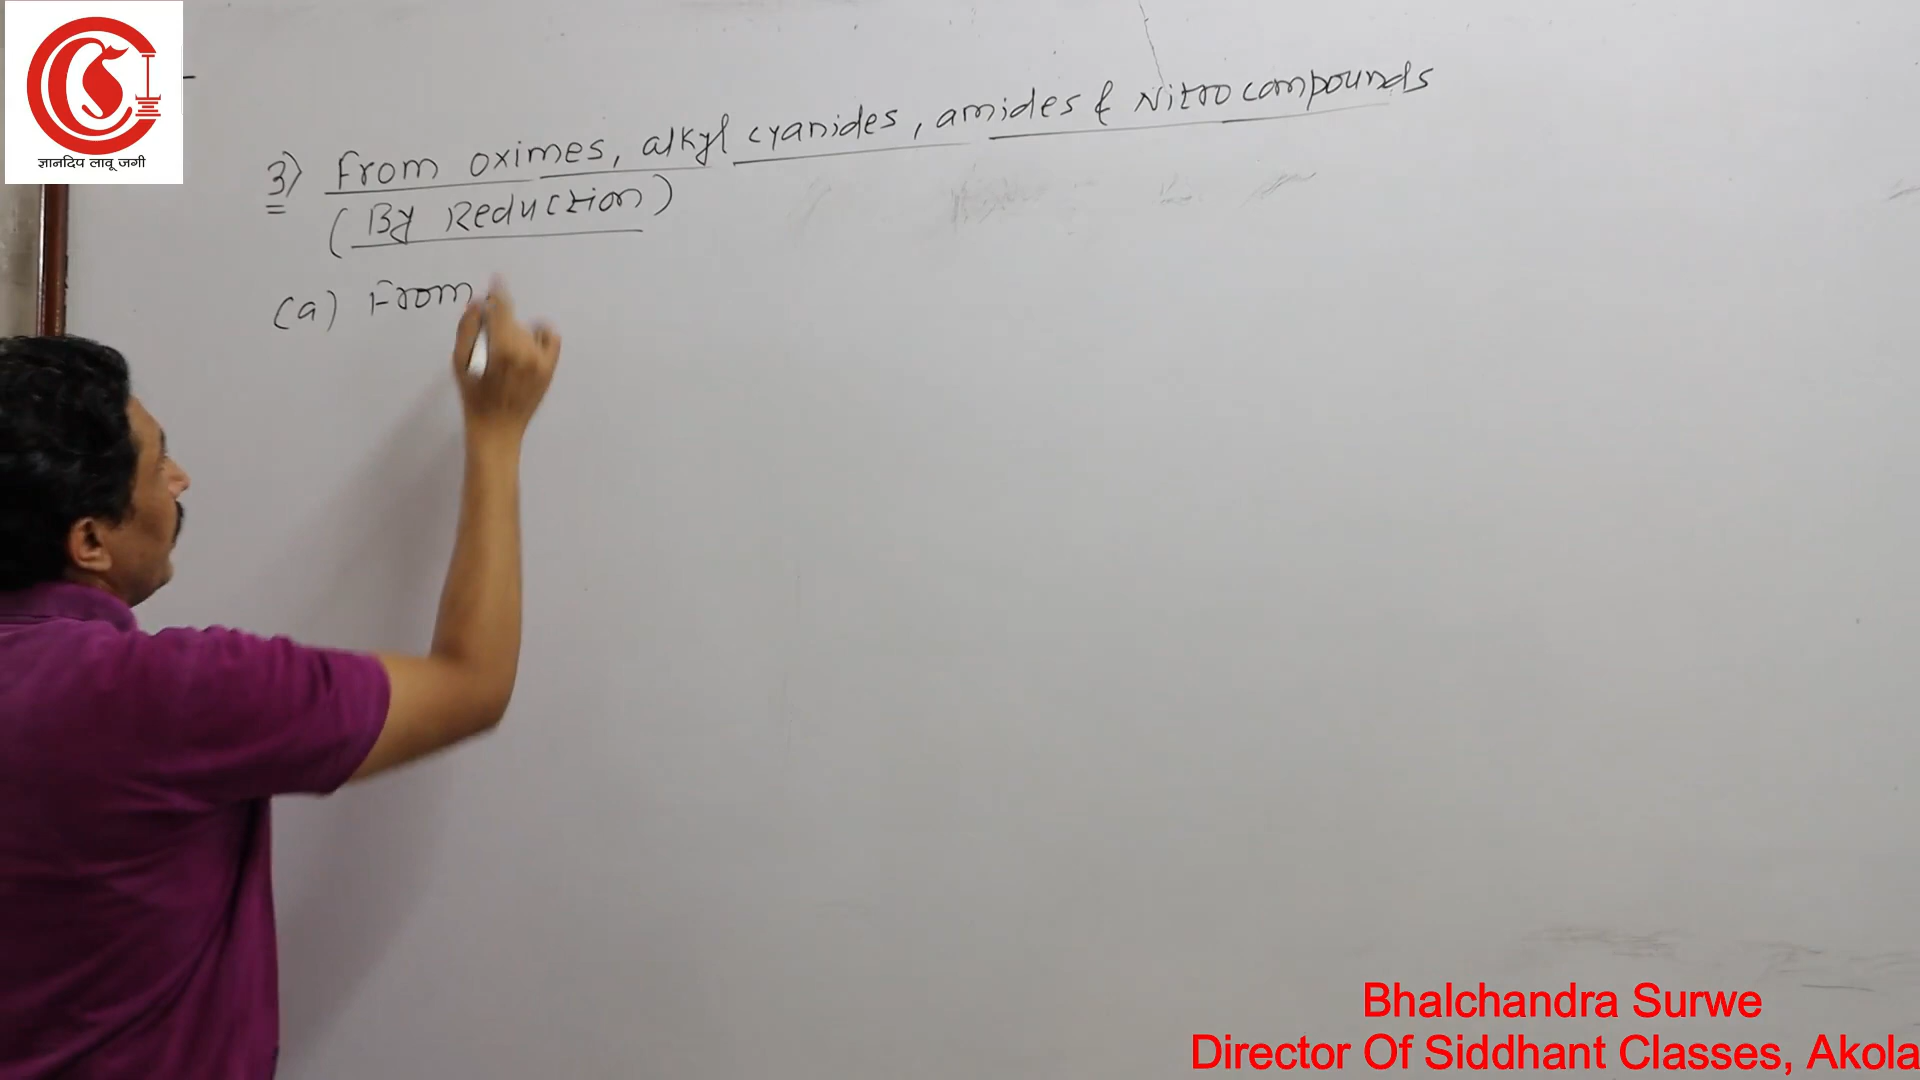 ज्ञानदिप लावू जगी
3) From oximes, alkyl cyanides, amides & Nitro compounds
(By Reduction)
(a) From
Bhalchandra Surwe
Director Of Siddhant Classes, Akola